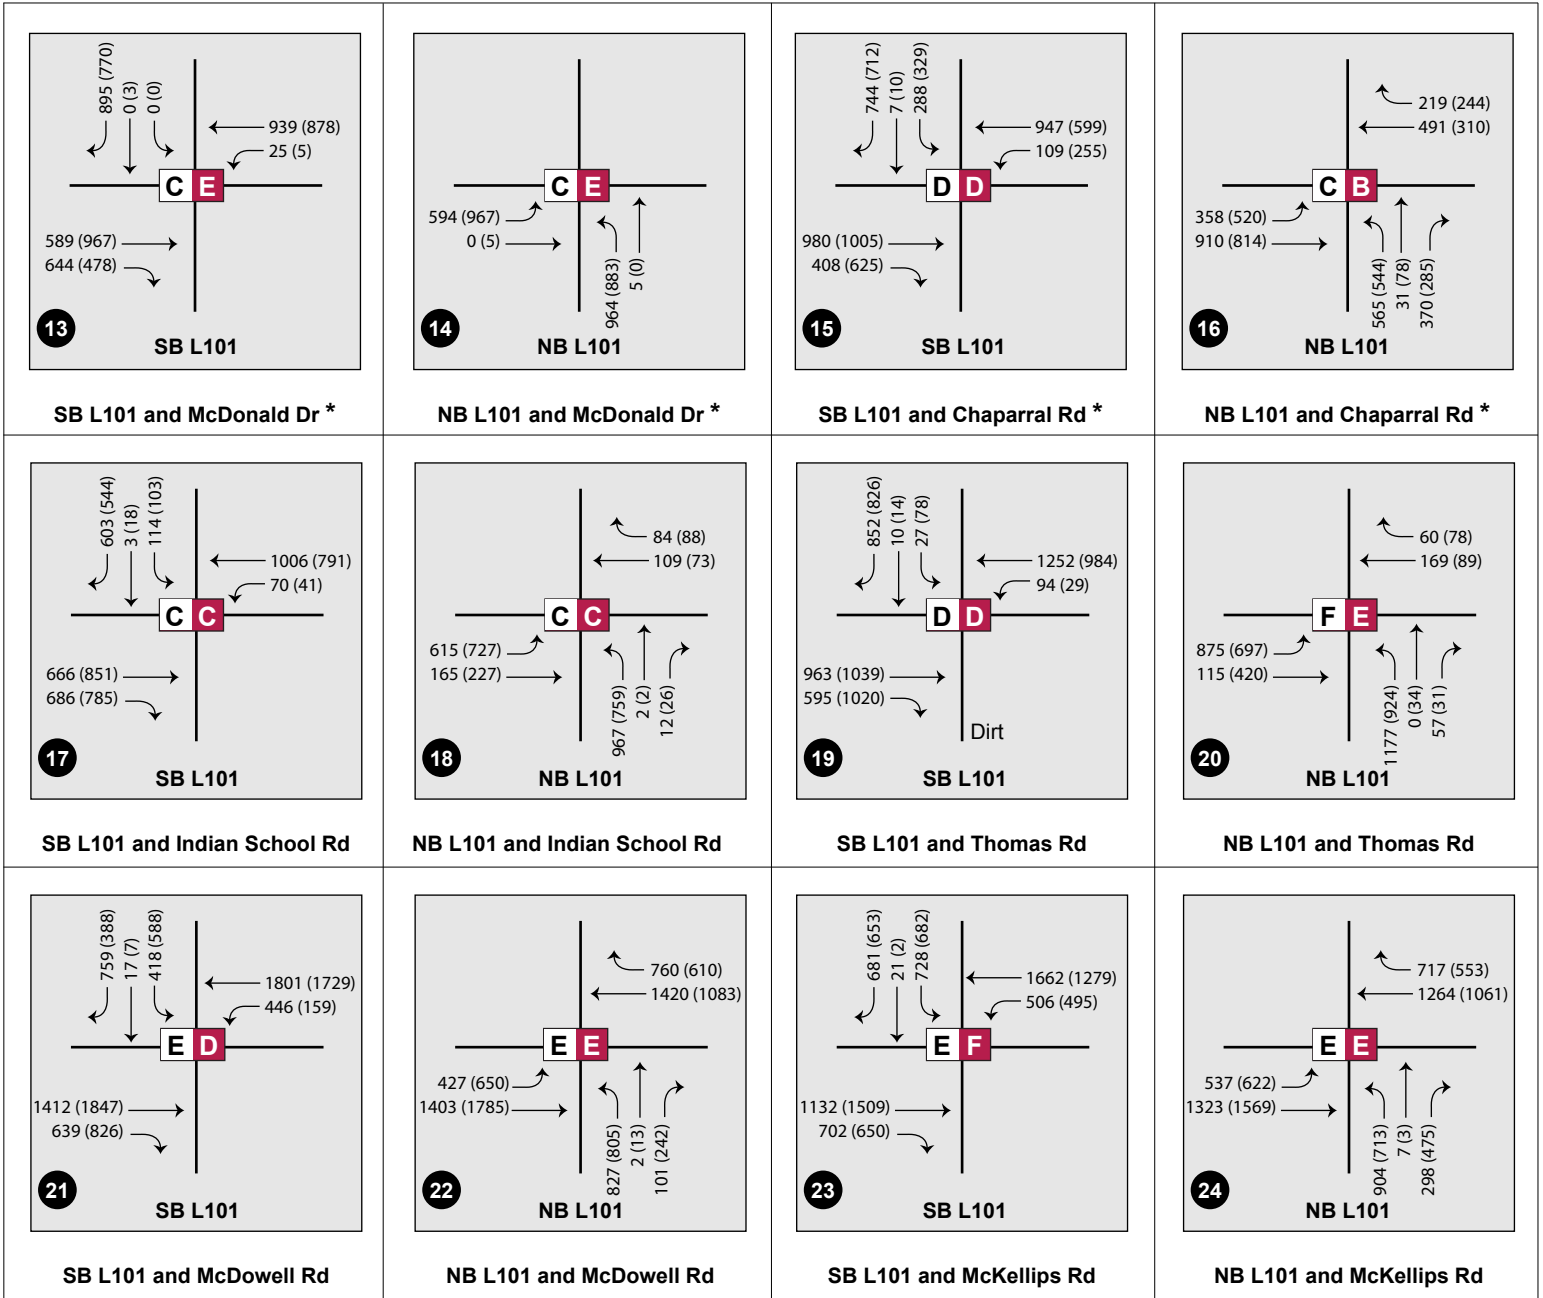 895 (770)
0 (3)
0 (0)
939 (878)
25 (5)
C E
589 (967)
644 (478)
13
SB L101
SB L101 and McDonald Dr *
C E
594 (967)
0 (5)
964 (883)
5 (0)
14
NB L101
NB L101 and McDonald Dr *
744 (712)
7 (10)
288 (329)
947 (599)
109 (255)
D D
980 (1005)
408 (625)
15
SB L101
SB L101 and Chaparral Rd *
219 (244)
491 (310)
C B
358 (520)
910 (814)
565 (544)
31 (78)
370 (285)
16
NB L101
NB L101 and Chaparral Rd *
603 (544)
3 (18)
114 (103)
1006 (791)
70 (41)
C C
666 (851)
686 (785)
17
SB L101
SB L101 and Indian School Rd
84 (88)
109 (73)
C C
615 (727)
165 (227)
967 (759)
2 (2)
12 (26)
18
NB L101
NB L101 and Indian School Rd
852 (826)
10 (14)
27 (78)
1252 (984)
94 (29)
D D
963 (1039)
595 (1020)
Dirt
19
SB L101
SB L101 and Thomas Rd
60 (78)
169 (89)
F E
875 (697)
115 (420)
1177 (924)
0 (34)
57 (31)
20
NB L101
NB L101 and Thomas Rd
759 (388)
17 (7)
418 (588)
1801 (1729)
446 (159)
E D
1412 (1847)
639 (826)
21
SB L101
SB L101 and McDowell Rd
760 (610)
1420 (1083)
E E
427 (650)
1403 (1785)
827 (805)
2 (13)
101 (242)
22
NB L101
NB L101 and McDowell Rd
681 (653)
21 (2)
728 (682)
1662 (1279)
506 (495)
E F
1132 (1509)
702 (650)
23
SB L101
SB L101 and McKellips Rd
717 (553)
1264 (1061)
E E
537 (622)
1323 (1569)
904 (713)
7 (3)
298 (475)
24
NB L101
NB L101 and McKellips Rd